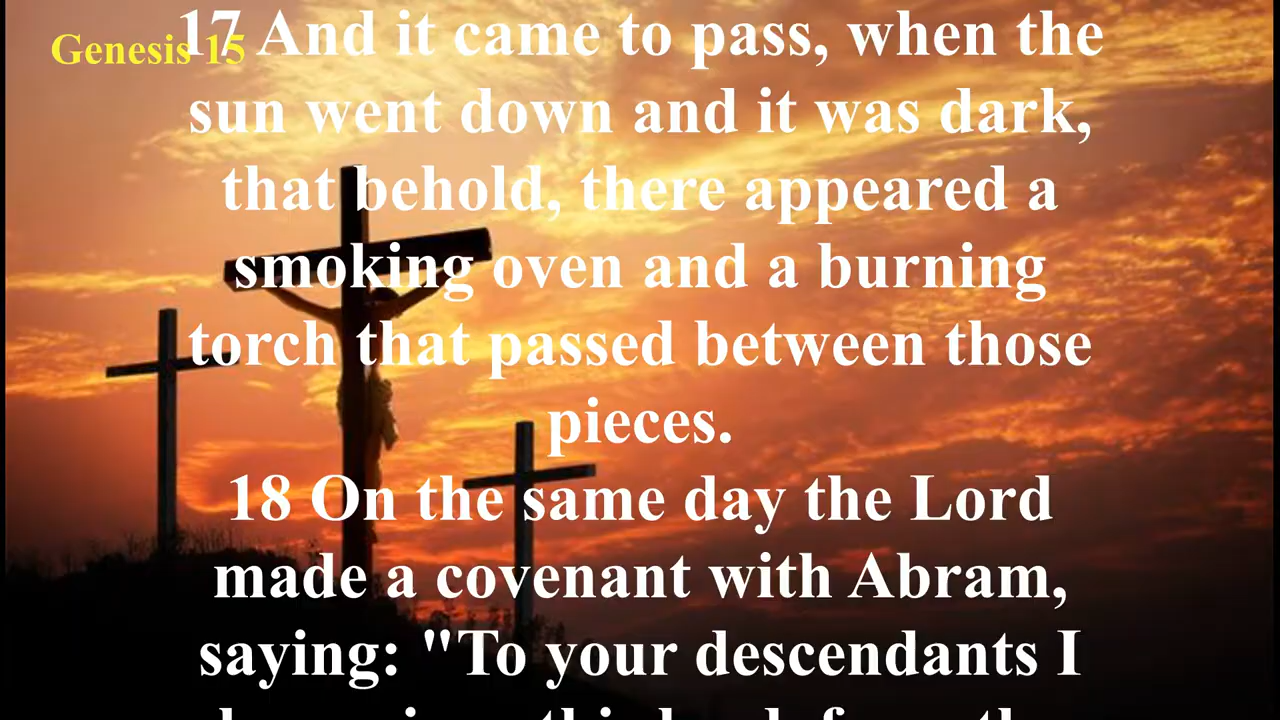 Genesis 15
17 And it came to pass, when the
sun went down and it was dark,
that behold, there appeared a
smoking oven and a burning
torch that passed between those
pieces.
18 On the same day the Lord
made a covenant with Abram,
saying: "To your descendants I